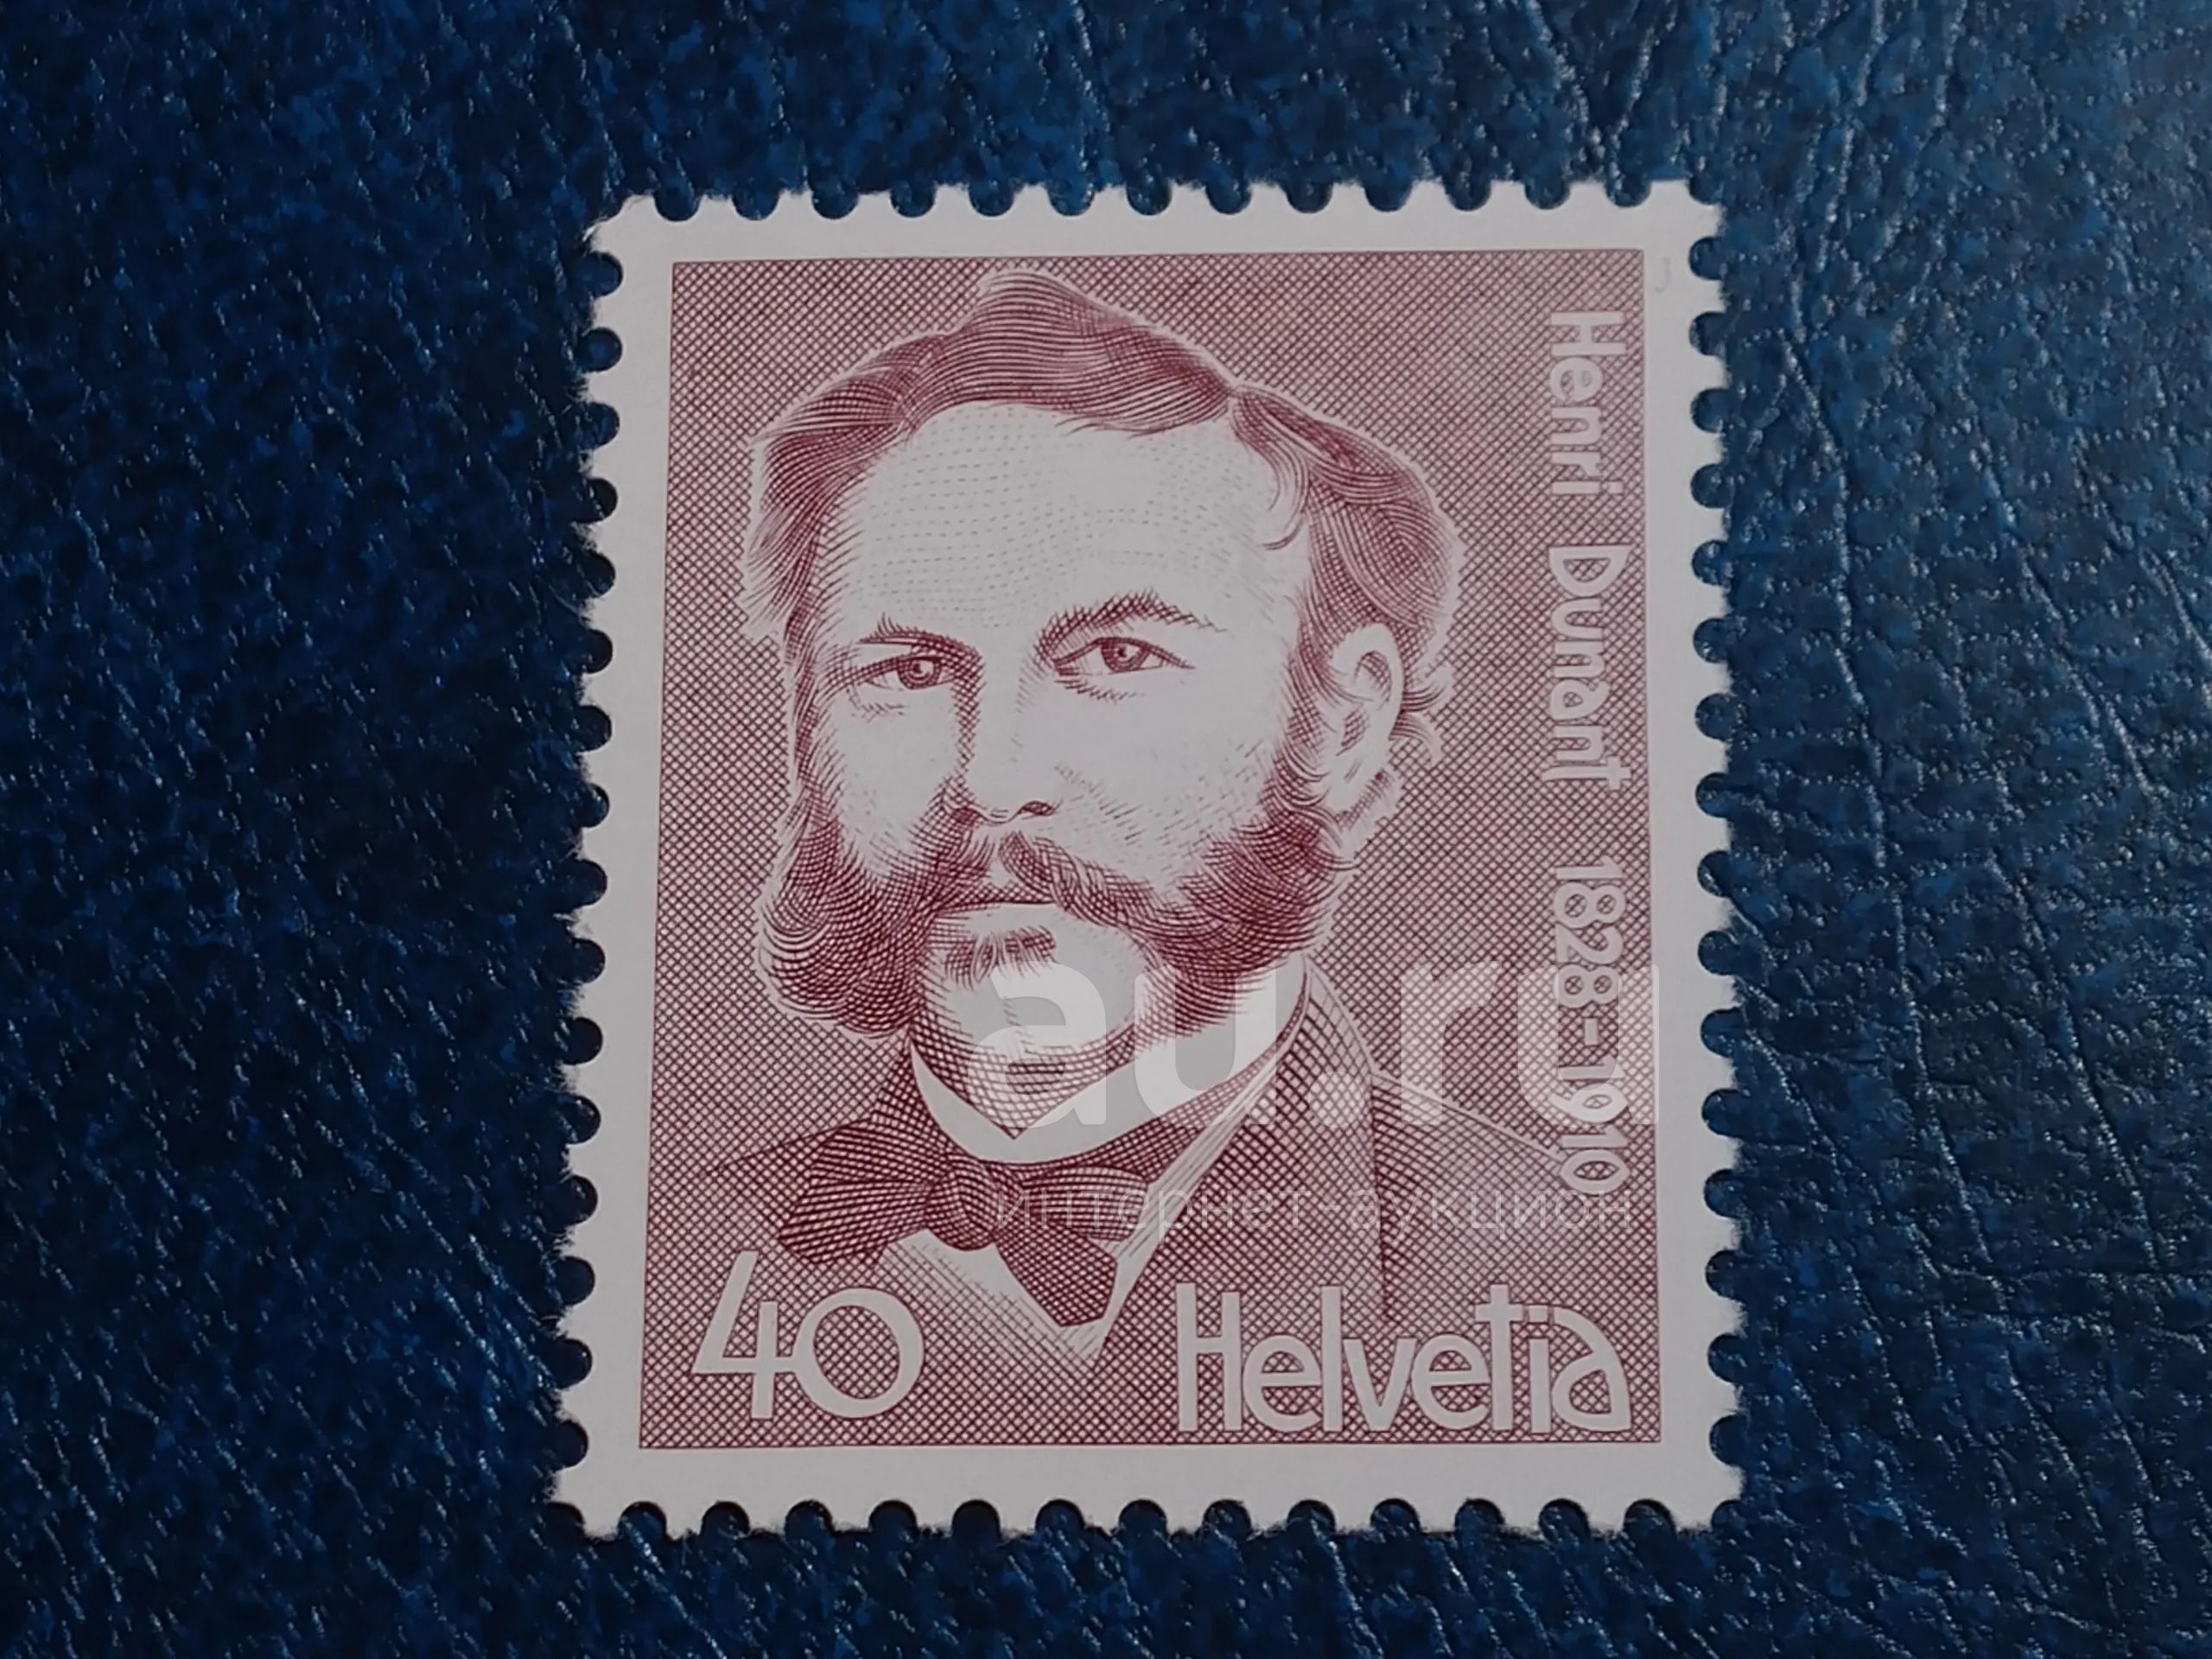 Henri Dunant 1828-1910
au.ru
интернет-аукцион
40 Helvetia